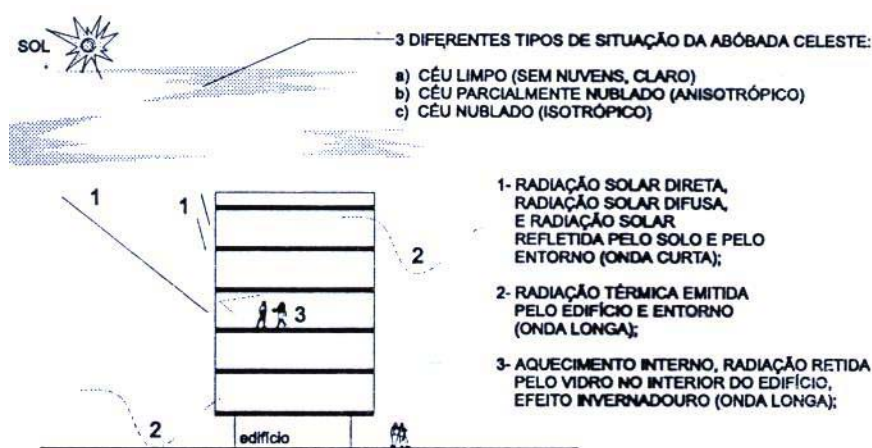 SOL
3 DIFERENTES TIPOS DE SITUAÇÃO DA ABÓBADA CELESTE:
a) CÉU LIMPO (SEM NUVENS, CLARO)
b) CÉU PARCIALMENTE NUBLADO (ANISOTRÓPICO)
c) CÉU NUBLADO (ISOTRÓPICO)
1
1
2
3
2
edifício
1- RADIAÇÃO SOLAR DIRETA,
RADIAÇÃO SOLAR DIFUSA,
E RADIAÇÃO SOLAR
REFLETIDA PELO SOLO E PELO
ENTORNO (ONDA CURTA);
2- RADIAÇÃO TÉRMICA EMITIDA
PELO EDIFÍCIO E ENTORNO
(ONDA LONGA);
3- AQUECIMENTO INTERNO, RADIAÇÃO RETIDA
PELO VIDRO NO INTERIOR DO EDIFÍCIO,
EFEITO INVERNADOURO (ONDA LONGA);